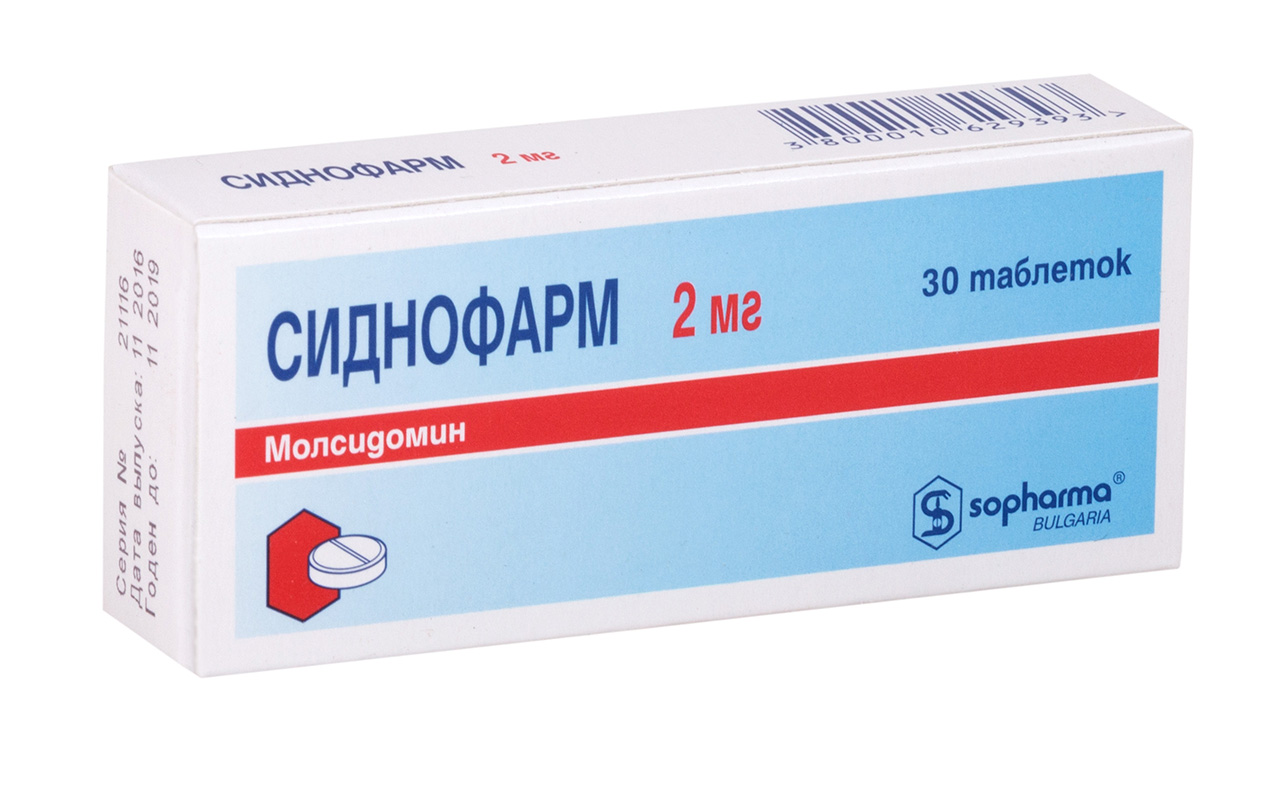 СИДНОФАРМ 2 мг
3 800010 629393 >
СИДНОФАРМ 2 мг
30 таблеток
Молсидомин
sopharma®
BULGARIA
Серия № 21116
Дата выпуска: 11 2016
Годен до: 11 2019